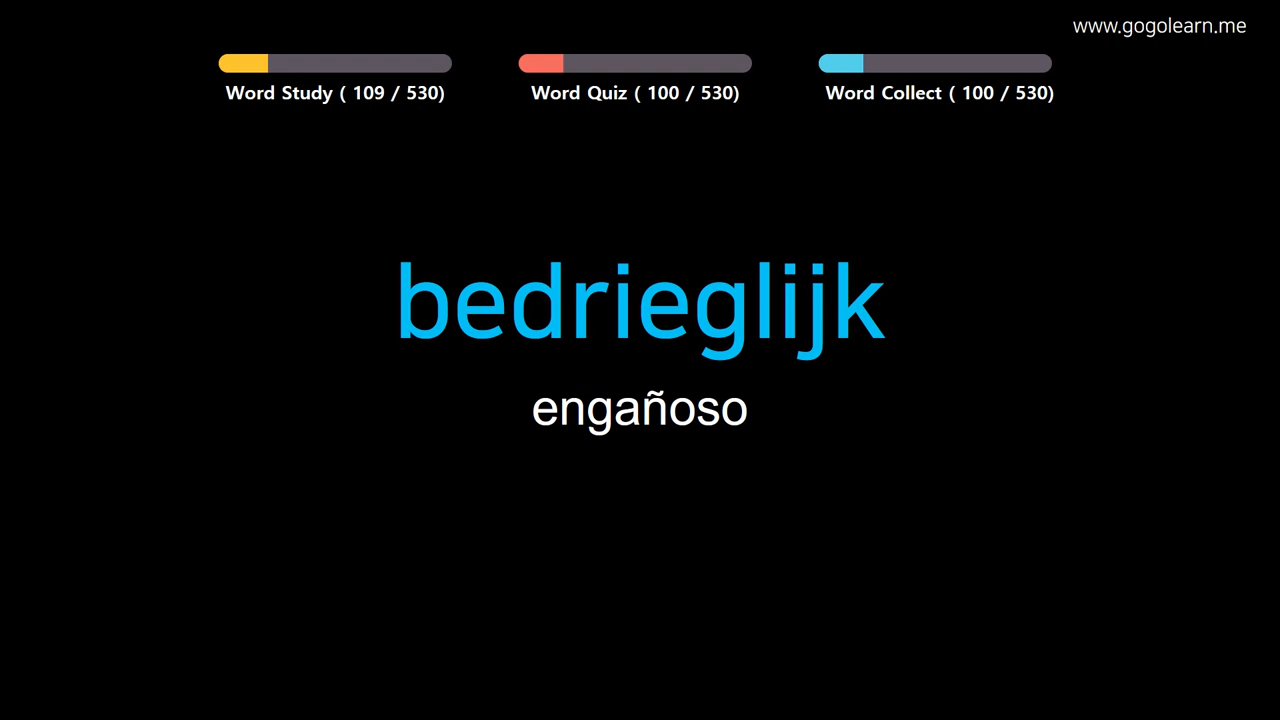 www.gogolearn.me
Word Study ( 109 / 530)
Word Quiz ( 100 / 530)
Word Collect ( 100 / 530)
bedrieglijk
engañoso